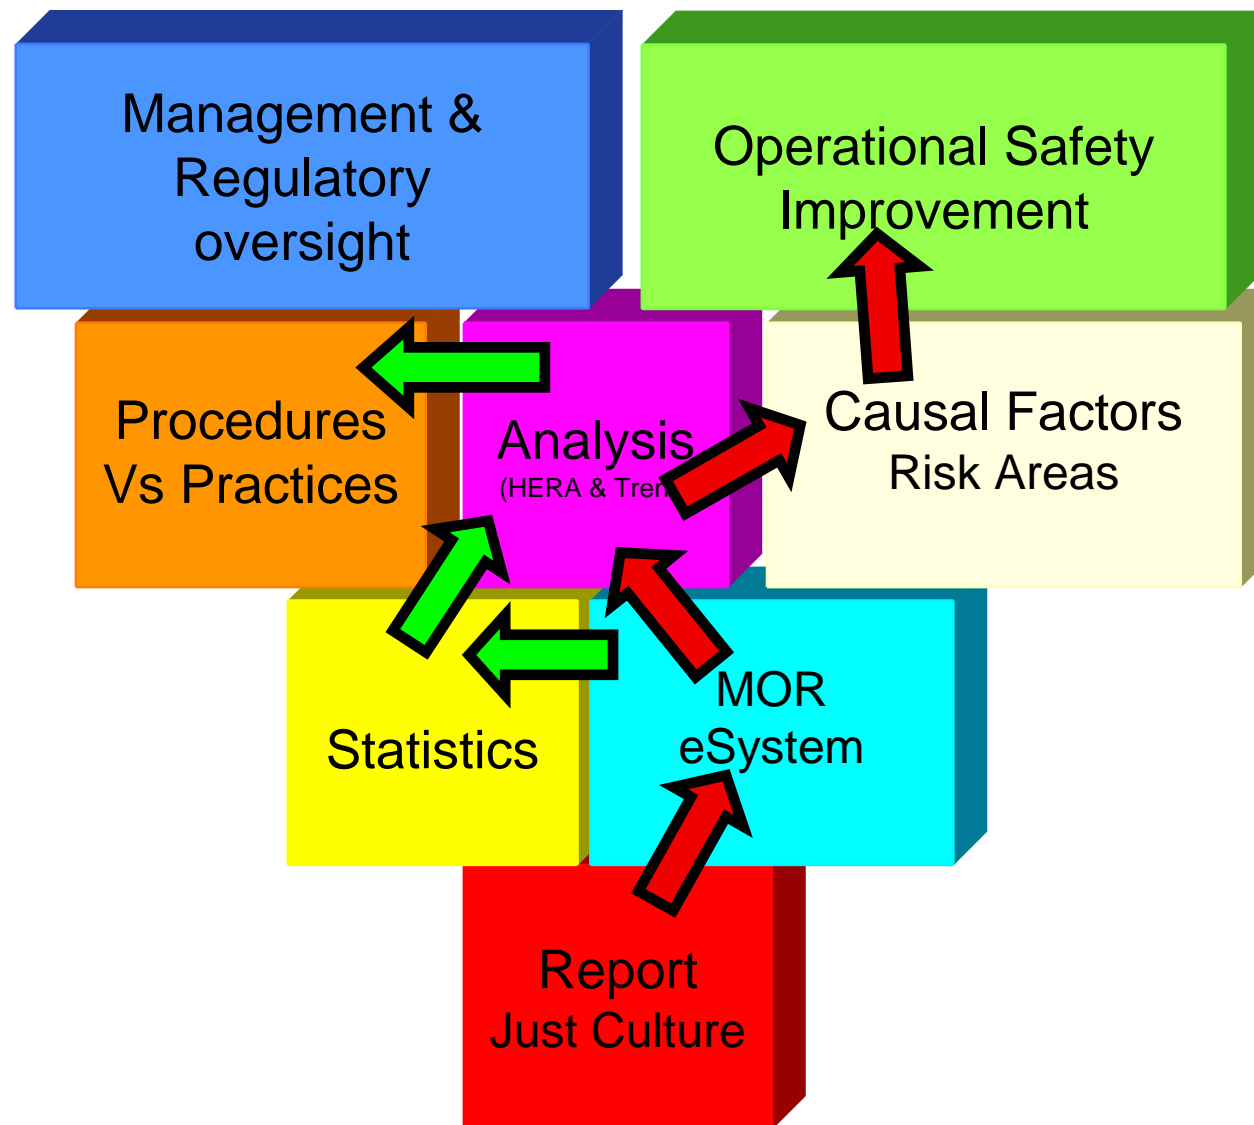 Management &
Regulatory
oversight
Operational Safety
Improvement
Procedures
Vs Practices
Analysis
(HERA &
Causal Factors
Risk Areas
Statistics
MOR
eSystem
Report
Just Culture